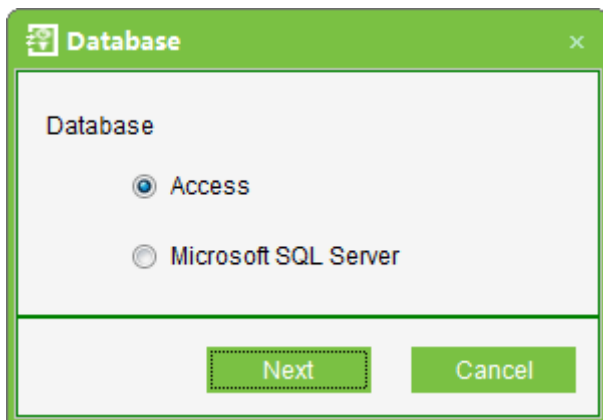 Database
Database
Access
Microsoft SQL Server
Next Cancel